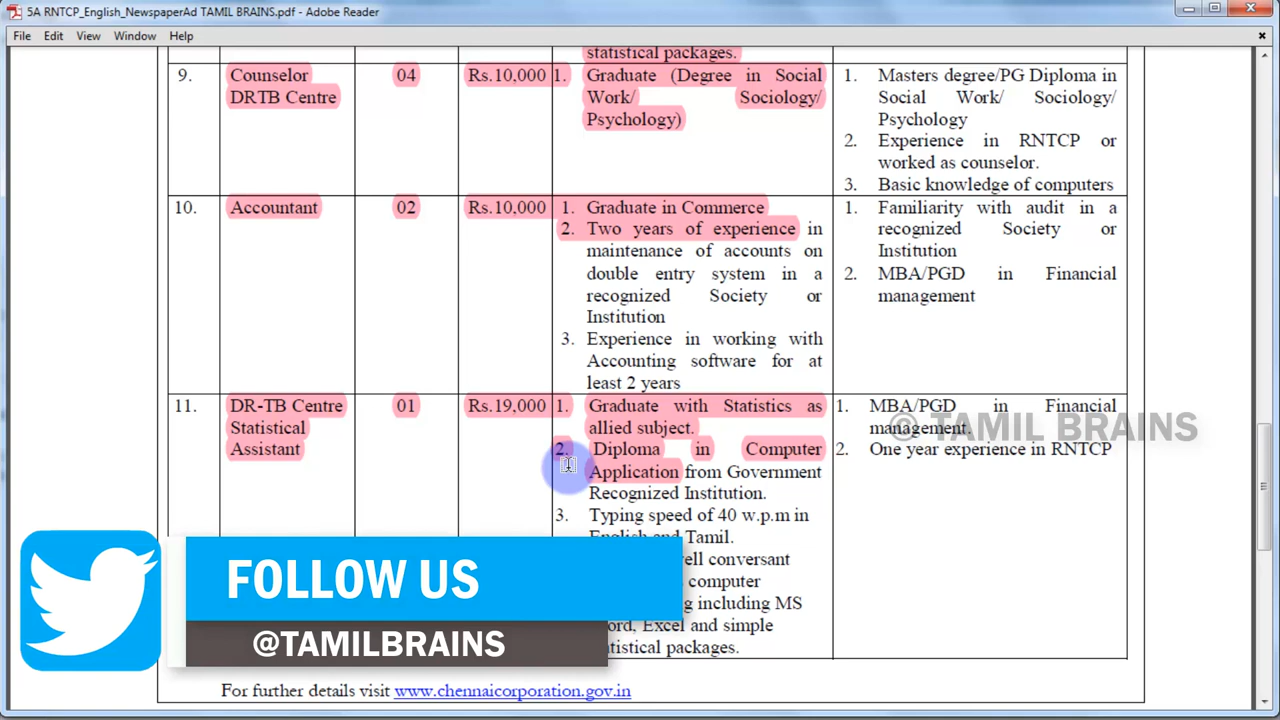 5A RNTCP_English_NewspaperAd TAMIL BRAINS.pdf - Adobe Reader
File Edit View Window Help
statistical packages.
9. Counselor DRTB Centre 04 Rs.10,000
1. Graduate (Degree in Social
Work/ Sociology/
Psychology)
1. Masters degree/PG Diploma in
Social Work/ Sociology/
Psychology
2. Experience in RNTCP or
worked as counselor.
3. Basic knowledge of computers
10. Accountant 02 Rs.10,000
1. Graduate in Commerce
2. Two years of experience in
maintenance of accounts on
double entry system in a
recognized Society or
Institution
3. Experience in working with
Accounting software for at
least 2 years
1. Familiarity with audit in a
recognized Society or
Institution
2. MBA/PGD in Financial
management
11. DR-TB Centre
Statistical
Assistant
01 Rs.19,000
1. Graduate with Statistics as
allied subject.
2. Diploma in Computer
Application from Government
Recognized Institution.
3. Typing speed of 40 w.p.m in
English and Tamil.
ell conversant
computer
g including MS
ord, Excel and simple
tatistical packages.
1. MBA/PGD in Financial
management.
2. One year experience in RNTCP
@ TAMIL BRAINS
FOLLOW US
@TAMILBRAINS
For further details visit www.chennaicorporation.gov.in